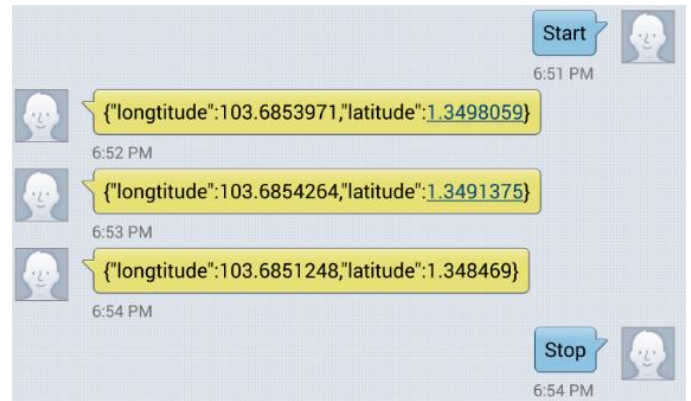 Start
6:51 PM
{"longtitude":103.6853971,"latitude":1.3498059}
6:52 PM
{"longtitude":103.6854264,"latitude":1.3491375}
6:53 PM
{"longtitude":103.6851248,"latitude":1.348469}
6:54 PM
Stop
6:54 PM